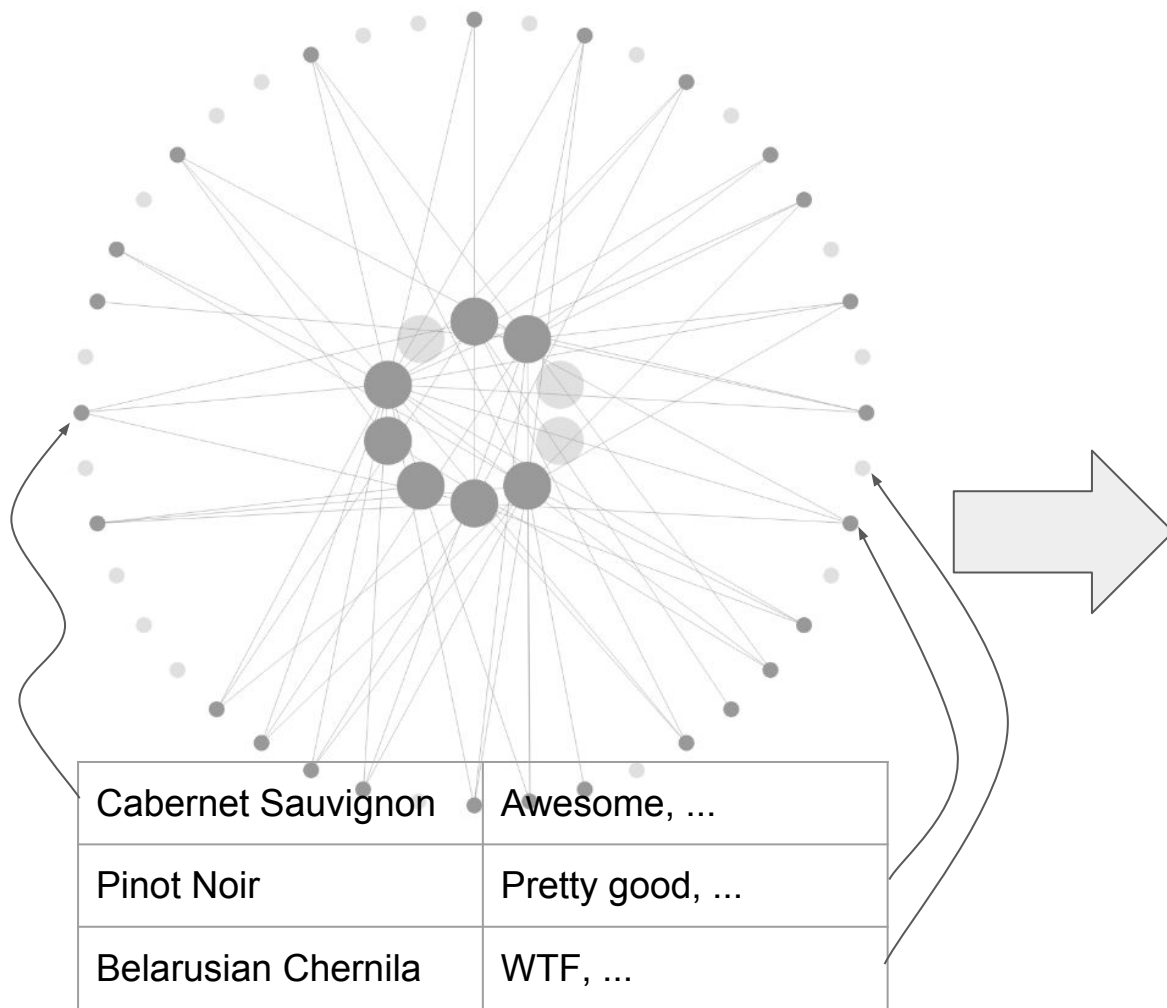 Cabernet Sauvignon Awesome, ...
Pinot Noir Pretty good, ...
Belarusian Chernila WTF, ...